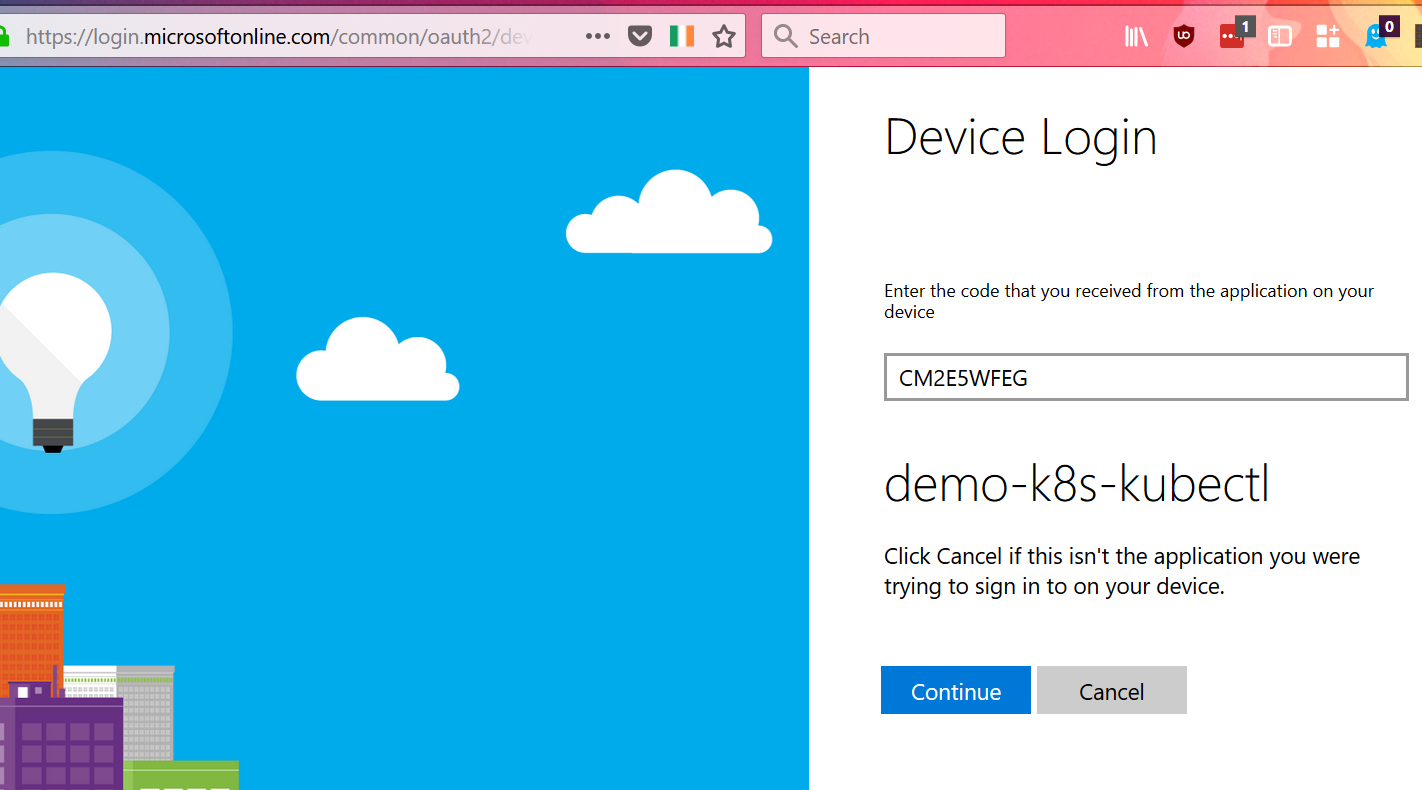 https://login.microsoftonline.com/common/oauth2/dev
Search
1
0
Device Login
Enter the code that you received from the application on your
device
CM2E5WFEG
demo-k8s-kubectl
Click Cancel if this isn't the application you were
trying to sign in to on your device.
Continue
Cancel